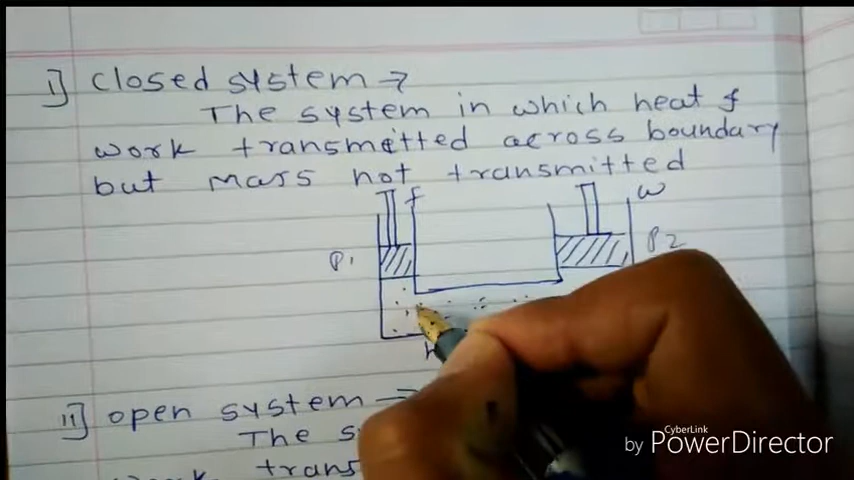 i] closed system →
The system in which heat &
work transmitted across boundary
but mass not transmitted
F
W
P1
P2
ii] open system →
The s
work trans
CyberLink
by PowerDirector